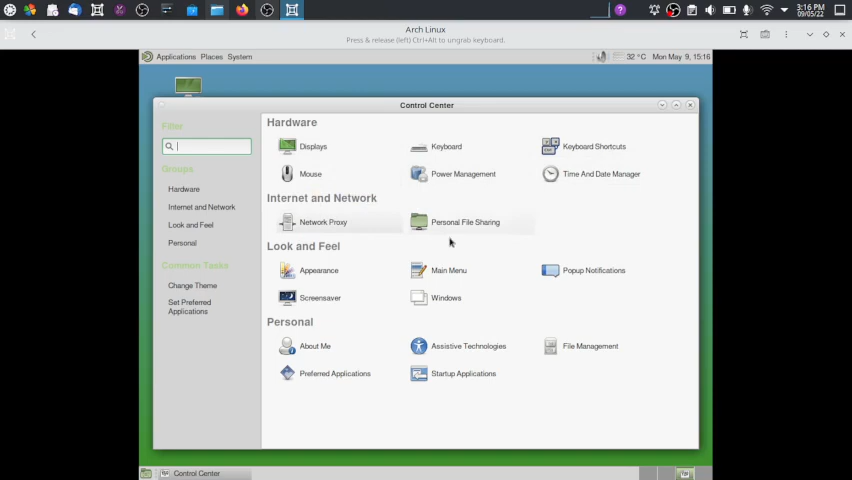 3:16 PM
09/05/22
Arch Linux
Press & release (left) Ctrl+Alt to ungrab keyboard.
Applications Places System
32 °C Mon May 9, 15:16
Control Center
Filter
Groups
Hardware
Internet and Network
Look and Feel
Personal
Common Tasks
Change Theme
Set Preferred
Applications
Hardware
Displays Keyboard Keyboard Shortcuts
Mouse Power Management Time And Date Manager
Internet and Network
Network Proxy Personal File Sharing
Look and Feel
Appearance Main Menu Popup Notifications
Screensaver Windows
Personal
About Me Assistive Technologies File Management
Preferred Applications Startup Applications
Control Center